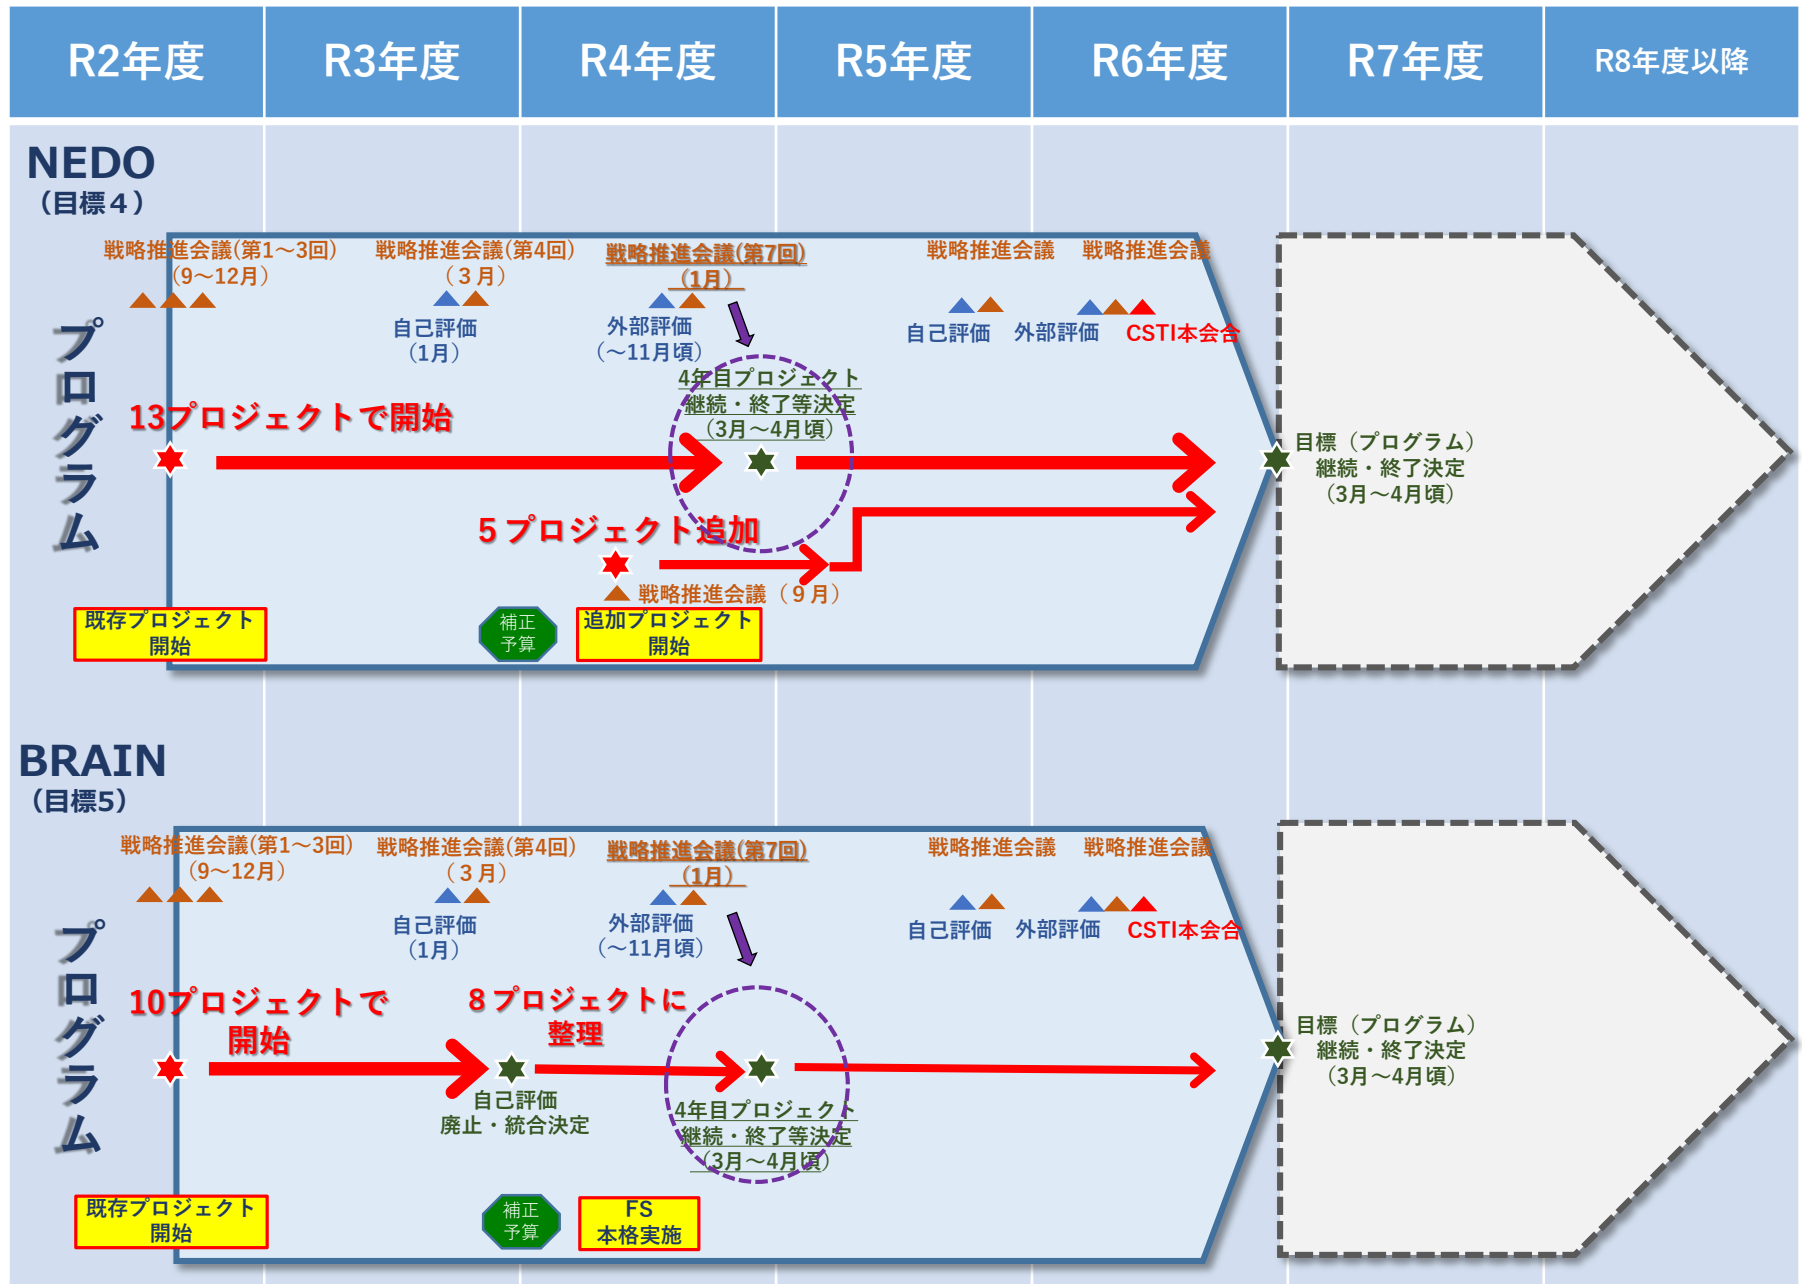 R2年度
R3年度
R4年度
R5年度
R6年度
R7年度
R8年度以降
NEDO
（目標４）
プログラム
戦略推進会議(第1～3回)
（9～12月）
戦略推進会議(第4回)
（３月）
戦略推進会議(第7回)
（1月）
戦略推進会議
戦略推進会議
自己評価
（1月）
外部評価
（～11月頃）
自己評価
外部評価
CSTI本会合
13プロジェクトで開始
4年目プロジェクト
継続・終了等決定
（3月～4月頃）
目標（プログラム）
継続・終了決定
（3月～4月頃）
５プロジェクト追加
戦略推進会議（９月）
既存プロジェクト
開始
補正
予算
追加プロジェクト
開始
BRAIN
（目標5）
プログラム
戦略推進会議(第1～3回)
（9～12月）
戦略推進会議(第4回)
（３月）
戦略推進会議(第7回)
（1月）
戦略推進会議
戦略推進会議
自己評価
（1月）
外部評価
（～11月頃）
自己評価
外部評価
CSTI本会合
10プロジェクトで
開始
８プロジェクトに
整理
自己評価
廃止・統合決定
4年目プロジェクト
継続・終了等決定
（3月～4月頃）
目標（プログラム）
継続・終了決定
（3月～4月頃）
既存プロジェクト
開始
補正
予算
FS
本格実施